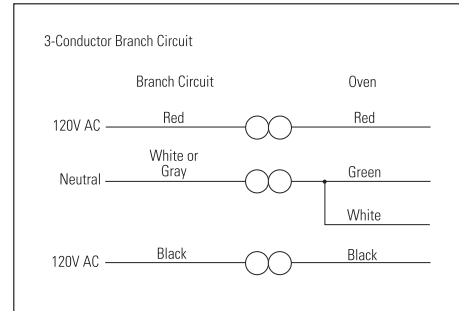 3-Conductor Branch Circuit
Branch Circuit Oven
120V AC Red Red
White or
Neutral Gray Green
White
120V AC Black Black